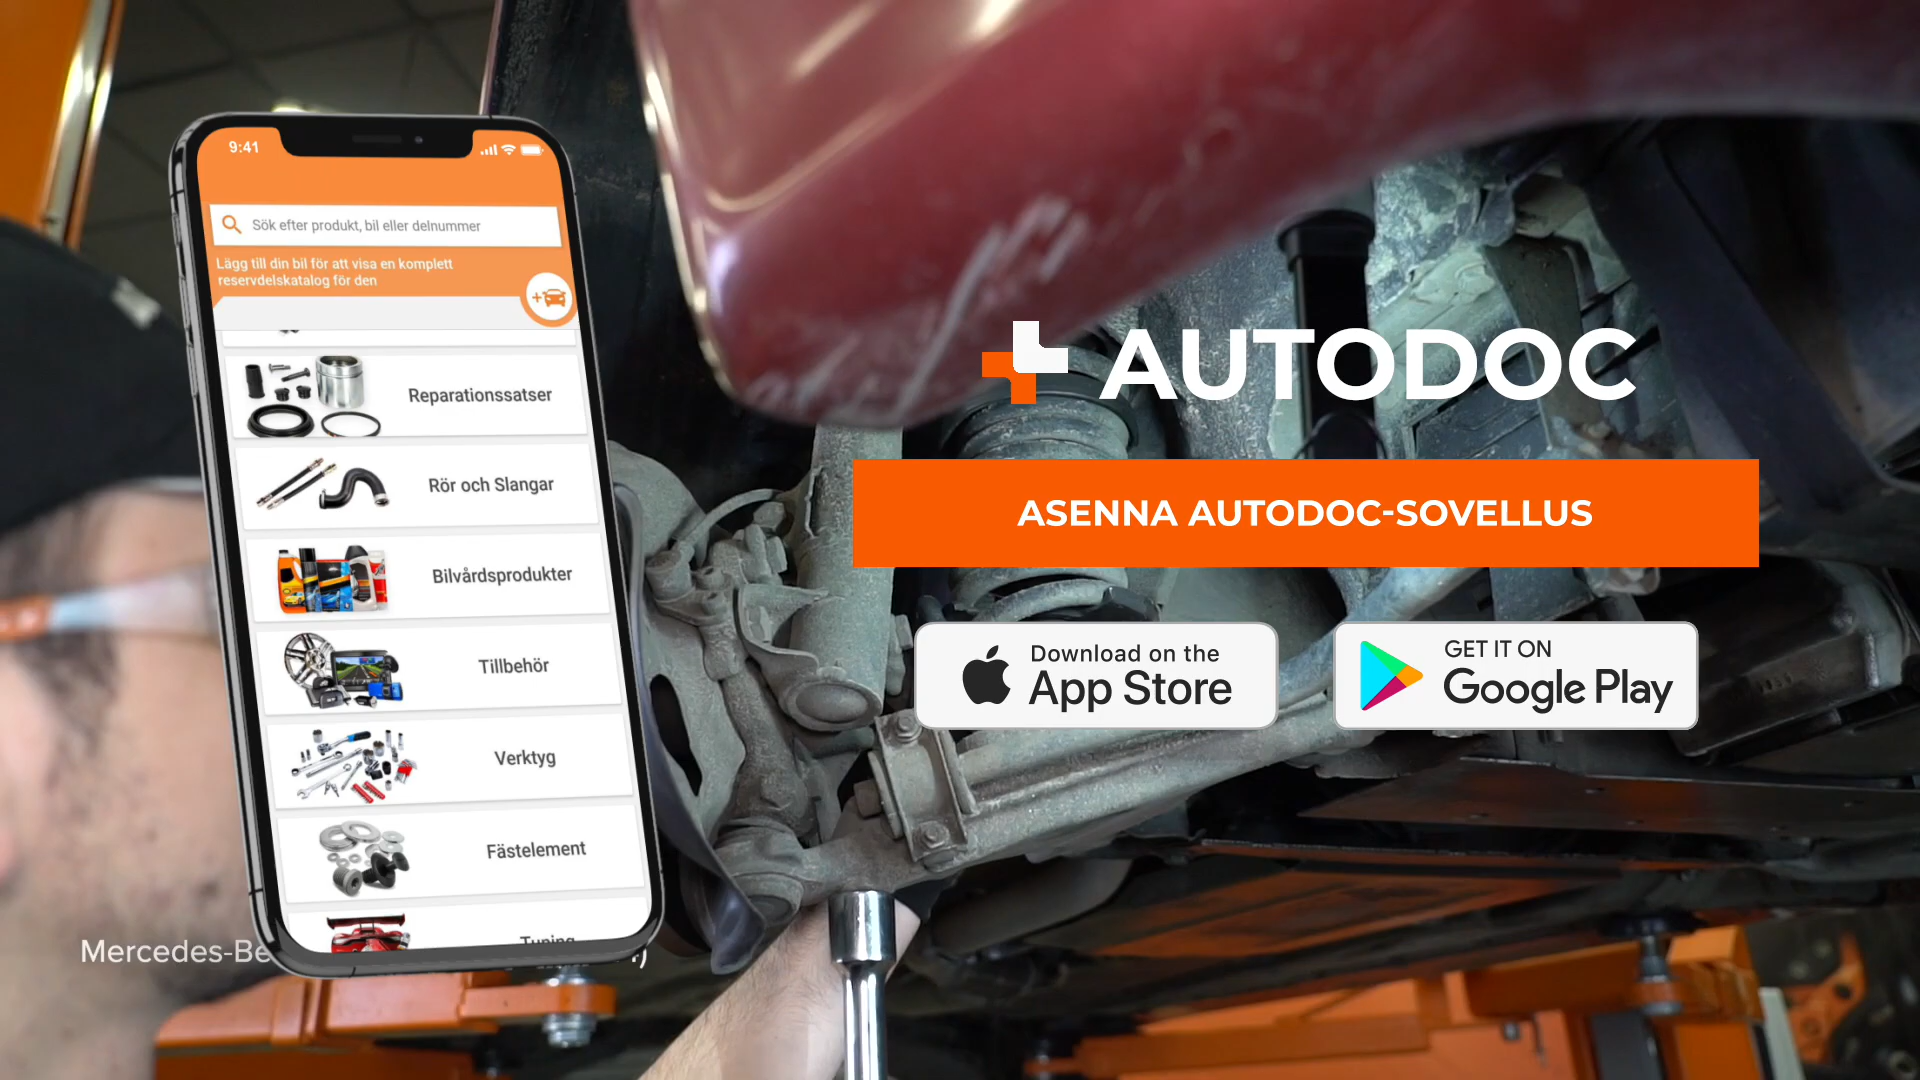 9:41
Sök efter produkt, bil eller delnummer
Lägg till din bil för att visa en komplett
reservdelskatalog för den
Reparationssatser
Rör och Slangar
Bilvårdsprodukter
Tillbehör
Verktyg
Fästelement
Tuning
AUTODOC
ASENNA AUTODOC-SOVELLUS
Download on the
App Store
GET IT ON
Google Play